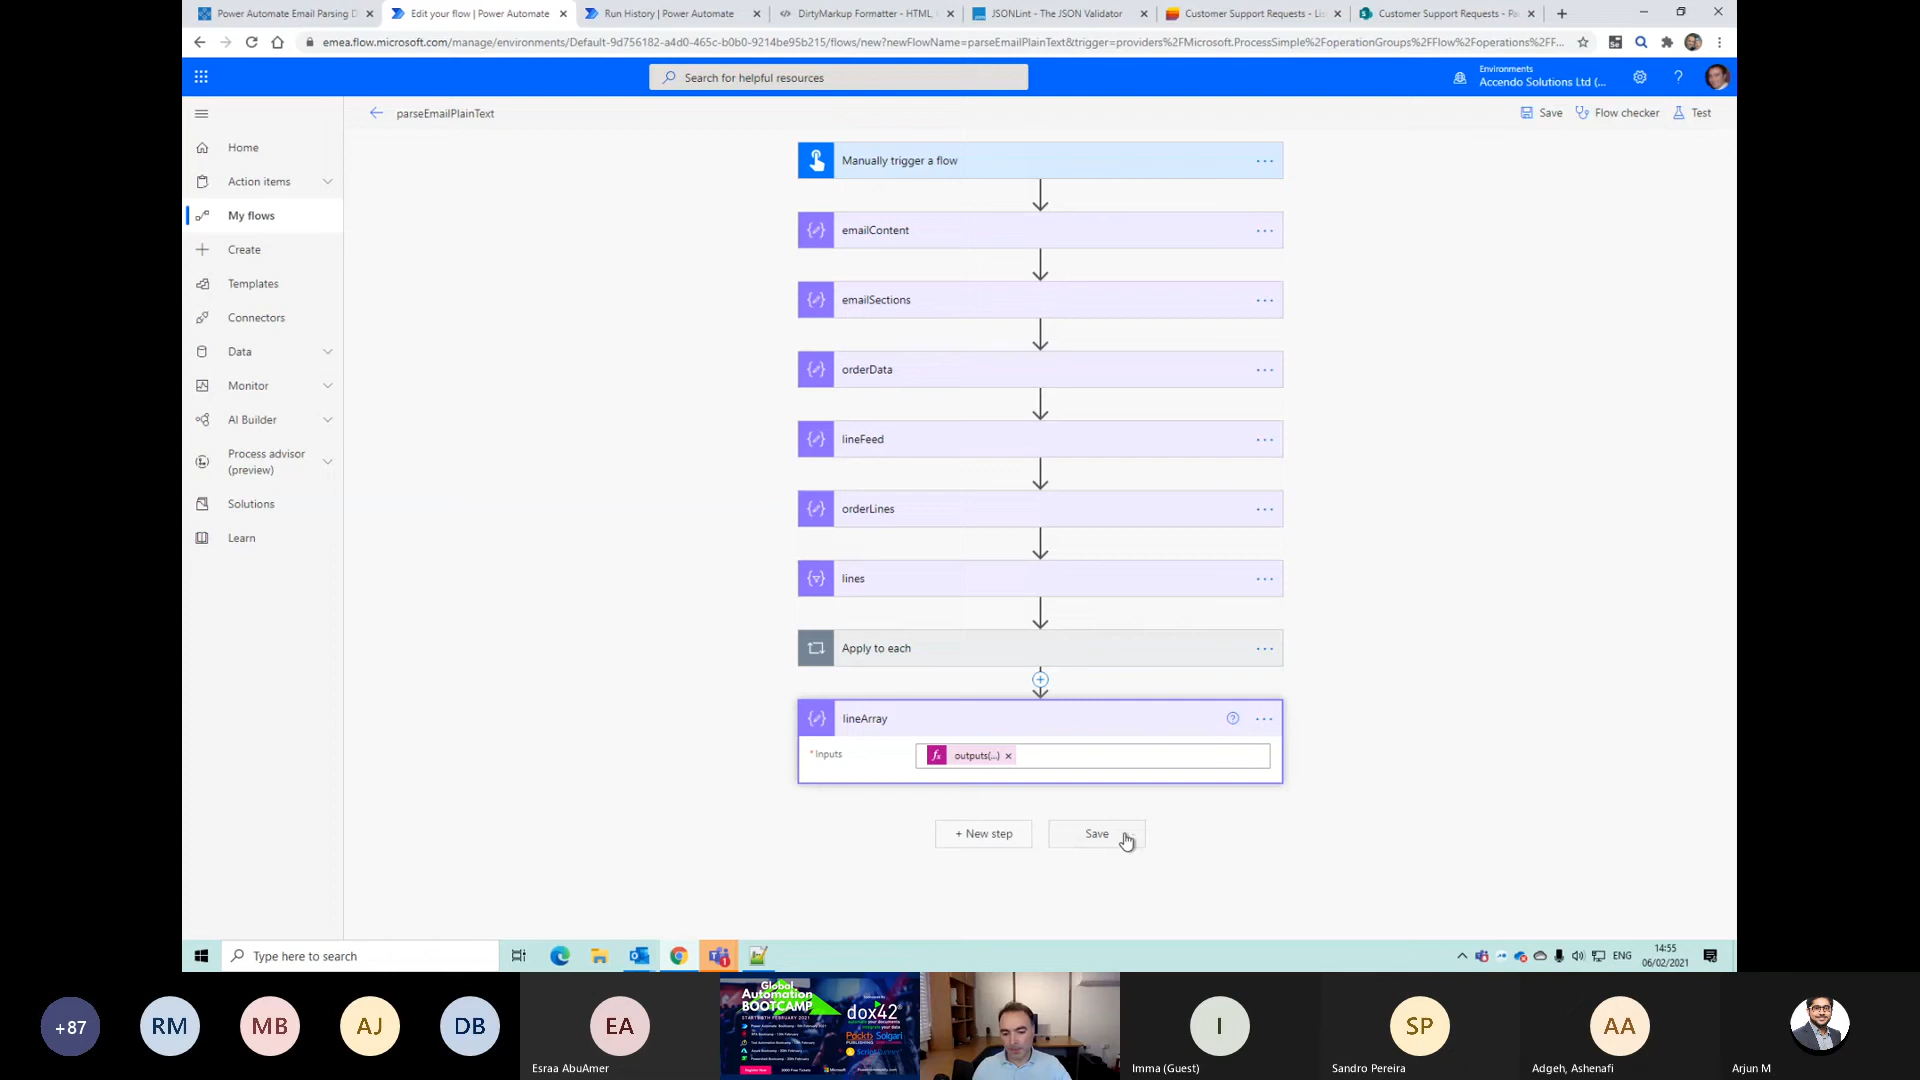 Power Automate Email Parsing D
Edit your flow | Power Automate
Run History | Power Automate
DirtyMarkup Formatter - HTML,
JSONLint - The JSON Validator
Customer Support Requests - Li
Customer Support Requests - P
emea.flow.microsoft.com/manage/environments/Default-9d756182-a4d0-465c-b0b0-9214be95b215/flows/new?newFlowName=parseEmailPlainText&trigger=providers%2FMicrosoft.ProcessSimple%2FoperationGroups%2FFlow%2Foperations%2FF...
Search for helpful resources
Environments
Accendo Solutions Ltd (...
parseEmailPlainText
Save
Flow checker
Test
Home
Action items
My flows
Create
Templates
Connectors
Data
Monitor
AI Builder
Process advisor
(preview)
Solutions
Learn
Manually trigger a flow
emailContent
emailSections
orderData
lineFeed
orderLines
lines
Apply to each
lineArray
* Inputs
fx outputs(...) ×
+ New step
Save
Type here to search
ENG
14:55
06/02/2021
+87
RM
MB
AJ
DB
EA
Esraa AbuAmer
Global
Automation
BOOTCAMP
STARTS 6TH FEBRUARY 2021
dox42
I
Imma (Guest)
SP
Sandro Pereira
AA
Adgeh, Ashenafi
Arjun M